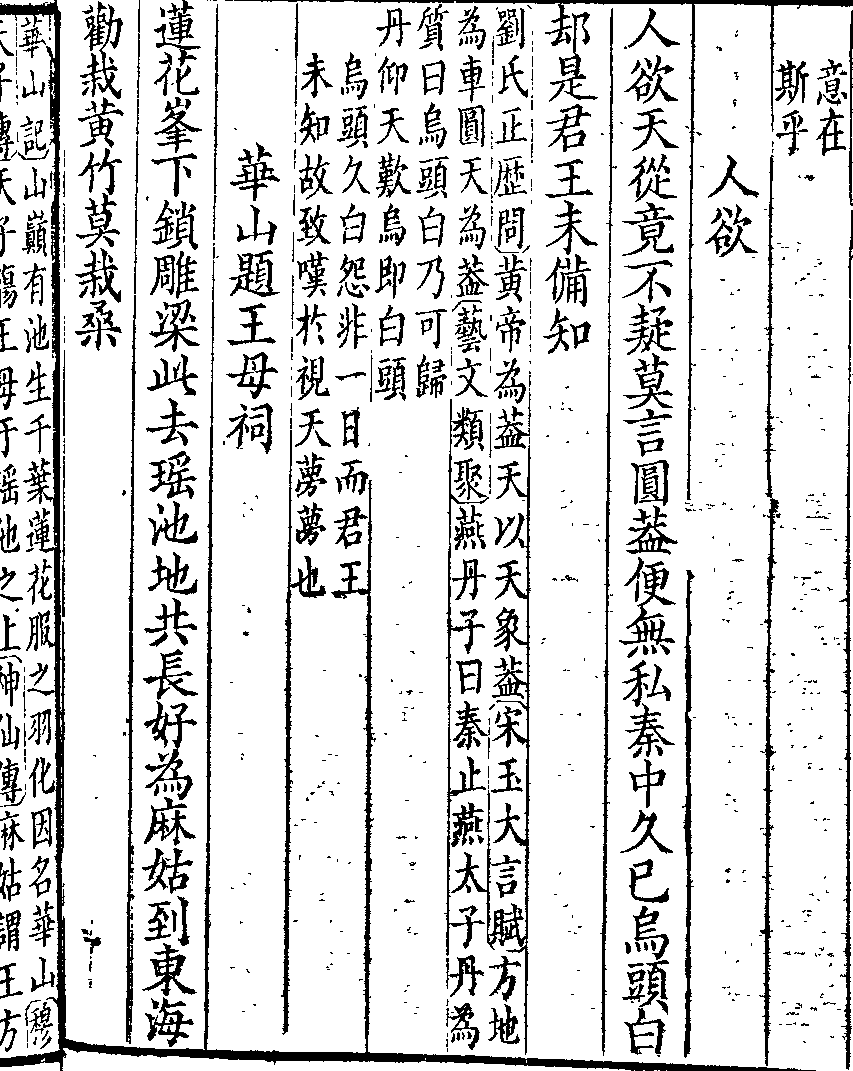 意在
斯乎
人欲
人欲天從竟不疑莫言圓葢便無私秦中久已烏頭白
却是君王未備知
劉氏正歴問黄帝為葢天以天象葢宋玉大言賦方地
為車圓天為葢藝文類聚燕丹子曰秦止燕太子丹為
質曰烏頭白乃可歸
丹仰天歎烏即白頭
烏頭久白怨非一日而君王
未知故致嘆於視天夢夢也
華山題王母祠
蓮花峯下鎖雕梁此去瑶池地共長好為麻姑到東海
勸栽黄竹莫栽桑
華山記山巔有池生千葉蓮花服之羽化因名華山穆
天子傳天子觴王母于瑶池之上神仙傳麻姑謂王方